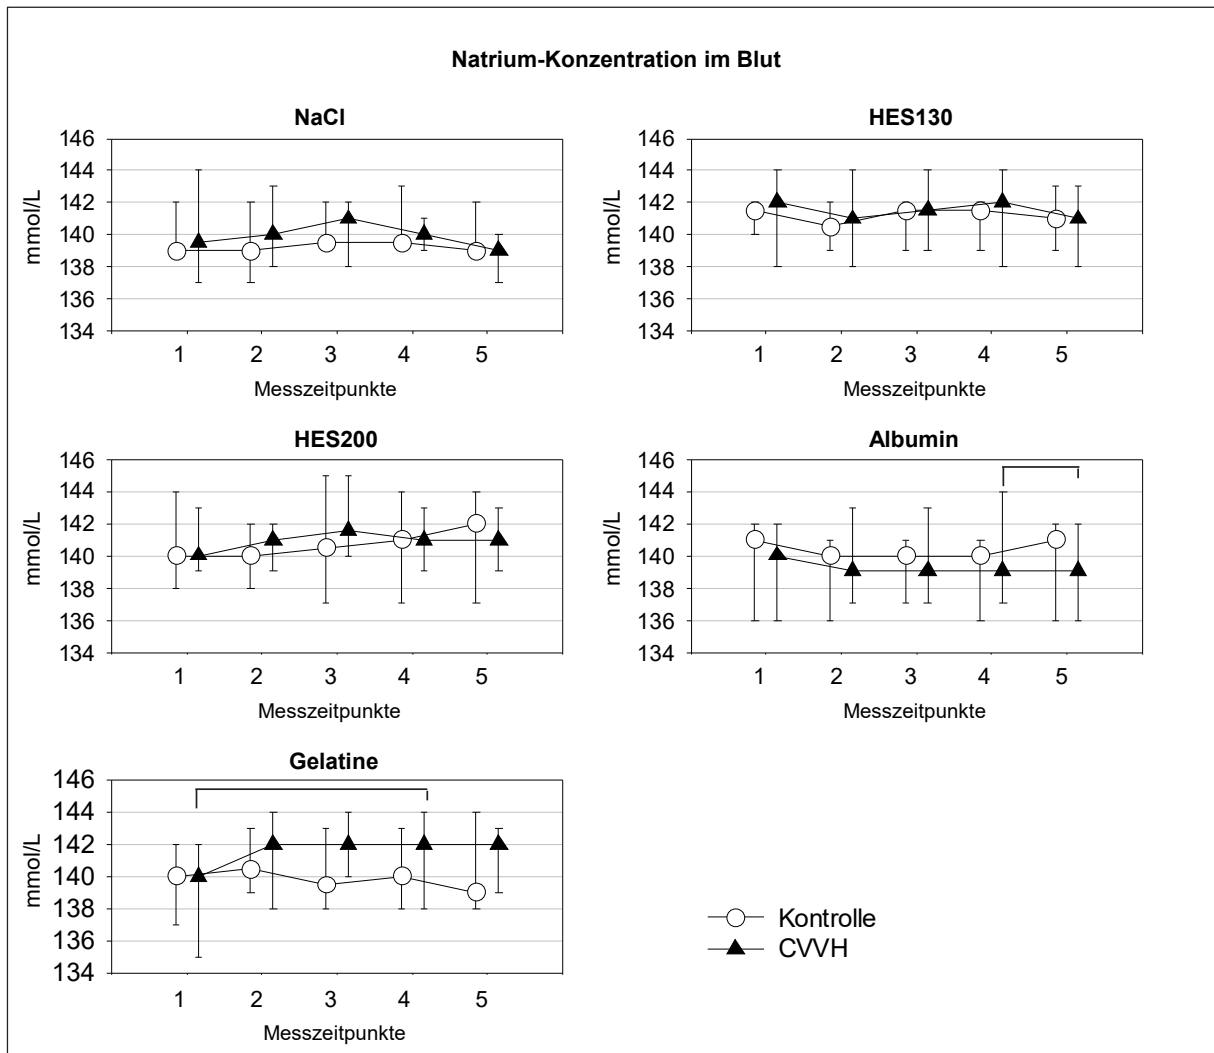 Natrium-Konzentration im Blut
NaCl
146
144
142
140
138
136
134
mmol/L
1 2 3 4 5
Messzeitpunkte
HES130
146
144
142
140
138
136
134
mmol/L
1 2 3 4 5
Messzeitpunkte
HES200
146
144
142
140
138
136
134
mmol/L
1 2 3 4 5
Messzeitpunkte
Albumin
146
144
142
140
138
136
134
mmol/L
1 2 3 4 5
Messzeitpunkte
Gelatine
146
144
142
140
138
136
134
mmol/L
1 2 3 4 5
Messzeitpunkte
Kontrolle
CVVH